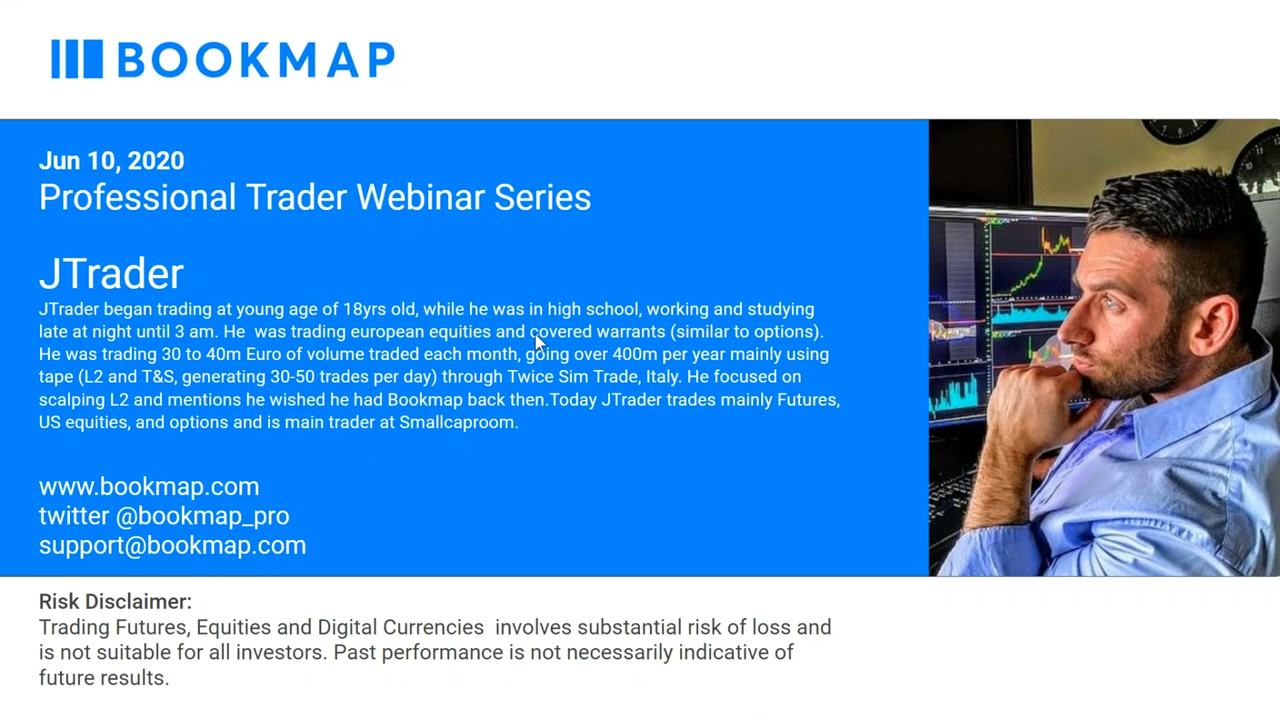 BOOKMAP
Jun 10, 2020
Professional Trader Webinar Series
JTrader
JTrader began trading at young age of 18yrs old, while he was in high school, working and studying
late at night until 3 am. He  was trading european equities and covered warrants (similar to options).
He was trading 30 to 40m Euro of volume traded each month, going over 400m per year mainly using
tape (L2 and T&S, generating 30-50 trades per day) through Twice Sim Trade, Italy. He focused on
scalping L2 and mentions he wished he had Bookmap back then.Today JTrader trades mainly Futures,
US equities, and options and is main trader at Smallcaproom.
www.bookmap.com
twitter @bookmap_pro
support@bookmap.com
Risk Disclaimer:
Trading Futures, Equities and Digital Currencies  involves substantial risk of loss and
is not suitable for all investors. Past performance is not necessarily indicative of
future results.